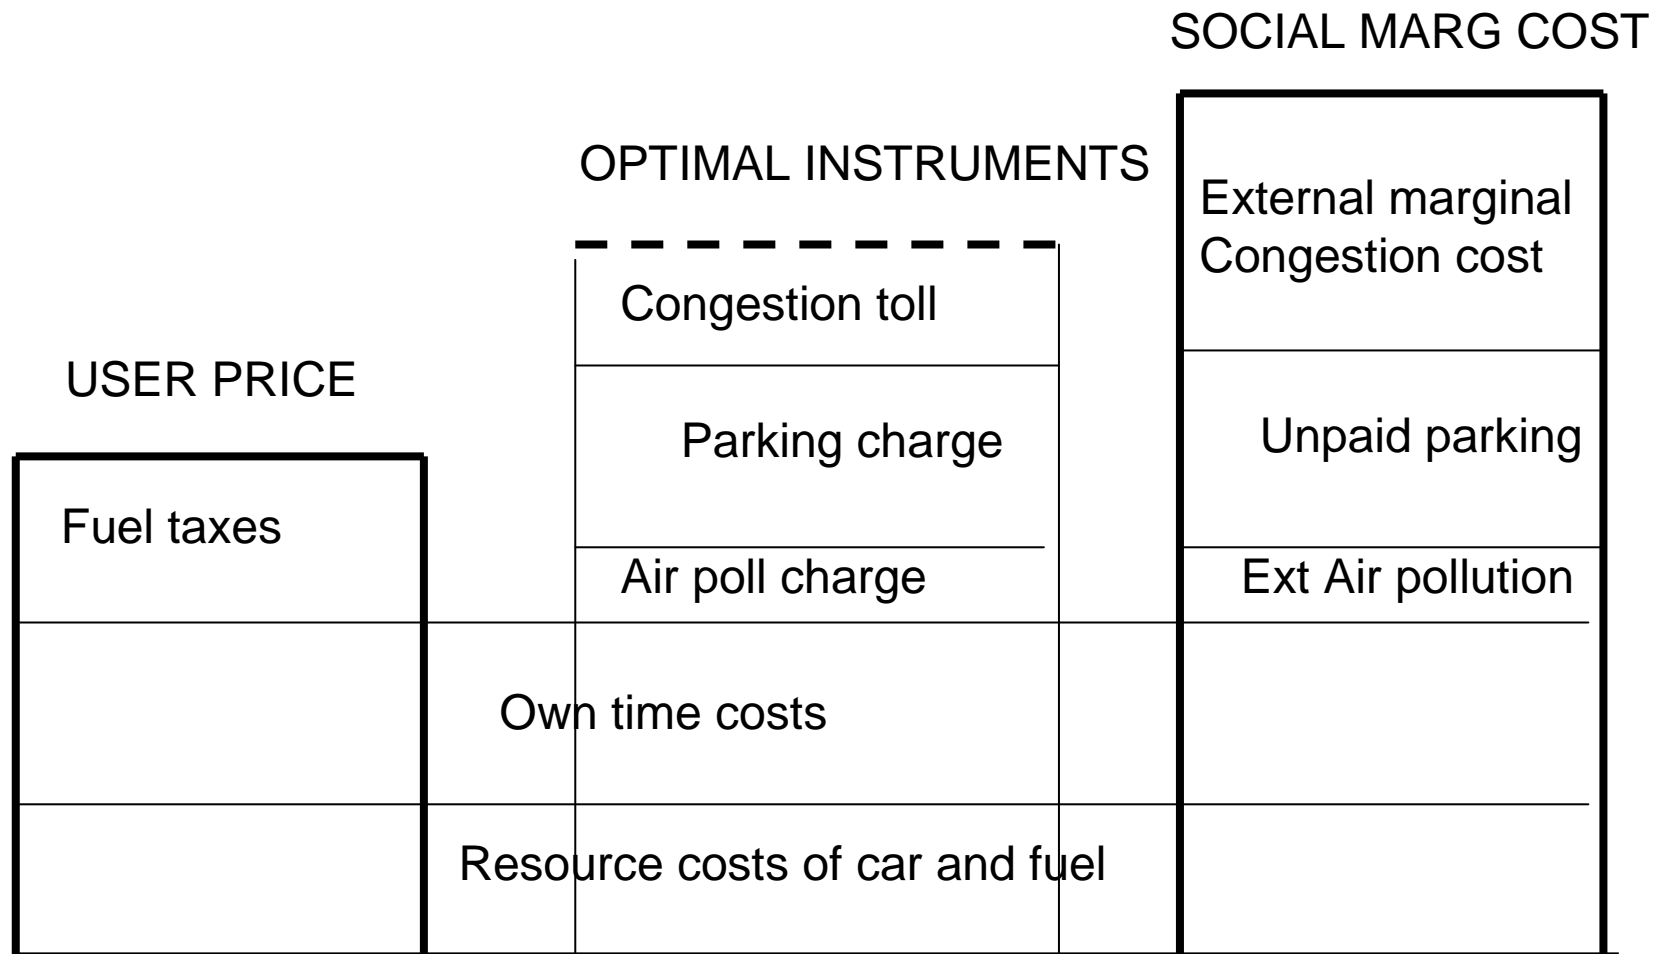 SOCIAL MARG COST
OPTIMAL INSTRUMENTS
External marginal
Congestion cost
Congestion toll
USER PRICE
Parking charge
Unpaid parking
Fuel taxes
Air poll charge
Ext Air pollution
Own time costs
Resource costs of car and fuel